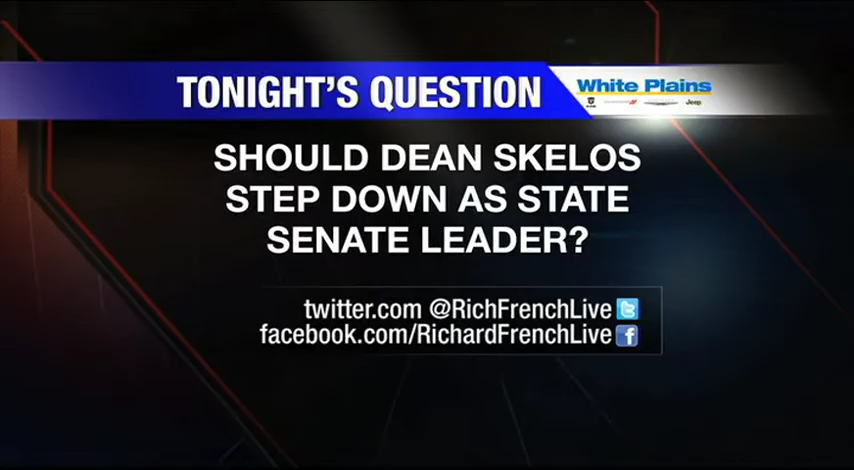 TONIGHT'S QUESTION
White Plains
Jeep
SHOULD DEAN SKELOS
STEP DOWN AS STATE
SENATE LEADER?
twitter.com @RichFrenchLive
facebook.com/RichardFrenchLive